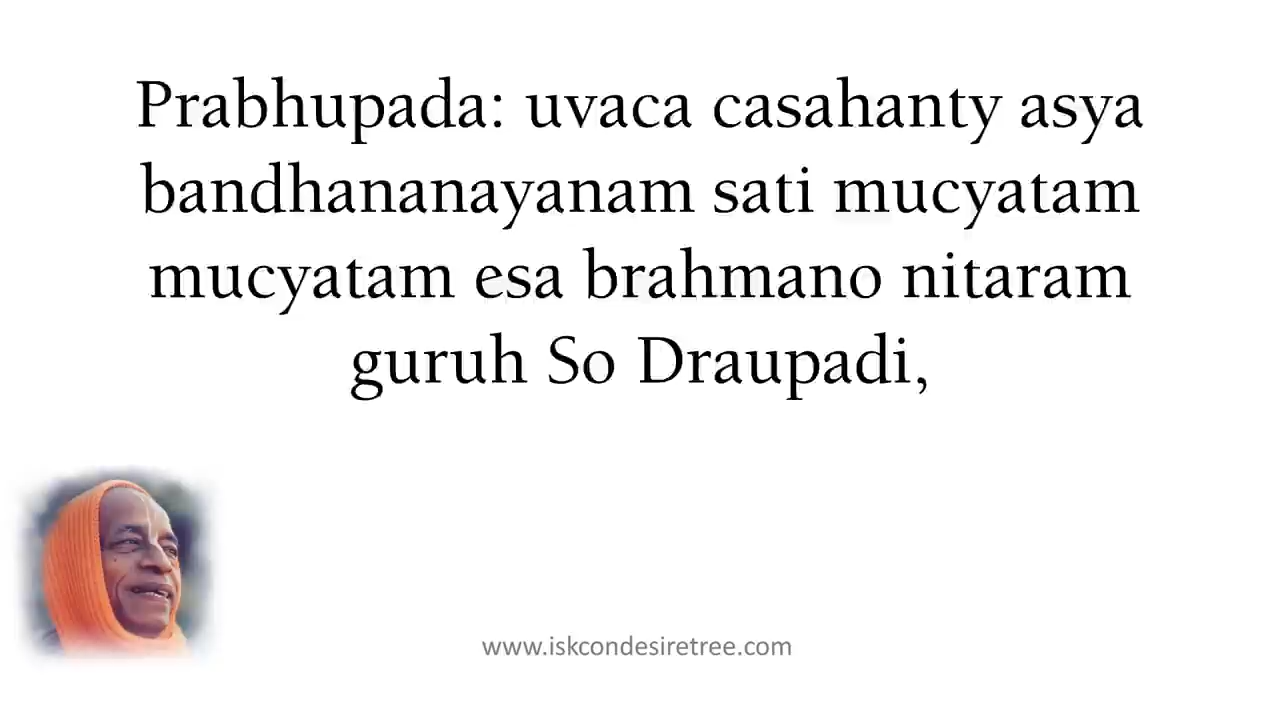 Prabhupada: uvaca casahanty asya
bandhananayanam sati mucyatam
mucyatam esa brahmano nitaram
guruh So Draupadi,
www.iskcondesiretree.com